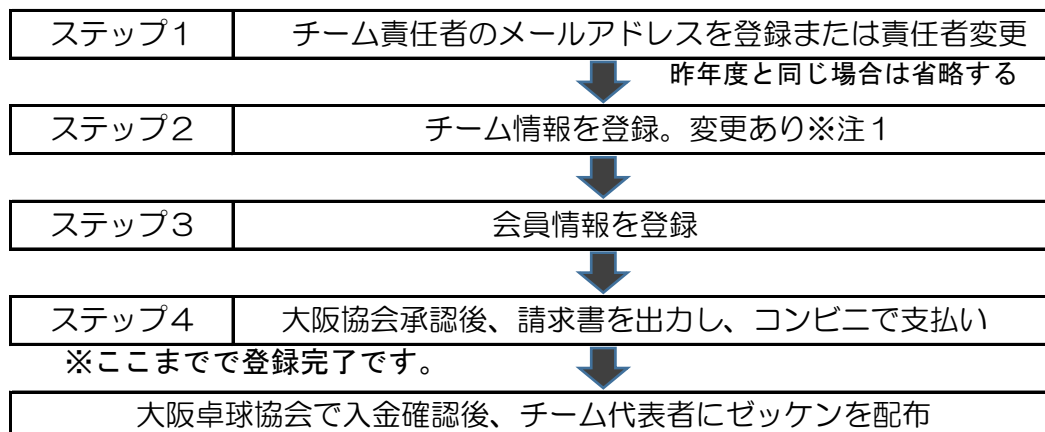 ステップ１ チーム責任者のメールアドレスを登録または責任者変更
昨年度と同じ場合は省略する
ステップ２ チーム情報を登録。変更あり※注１
ステップ３ 会員情報を登録
ステップ４ 大阪協会承認後、請求書を出力し、コンビニで支払い
※ここまでで登録完了です。
大阪卓球協会で入金確認後、チーム代表者にゼッケンを配布